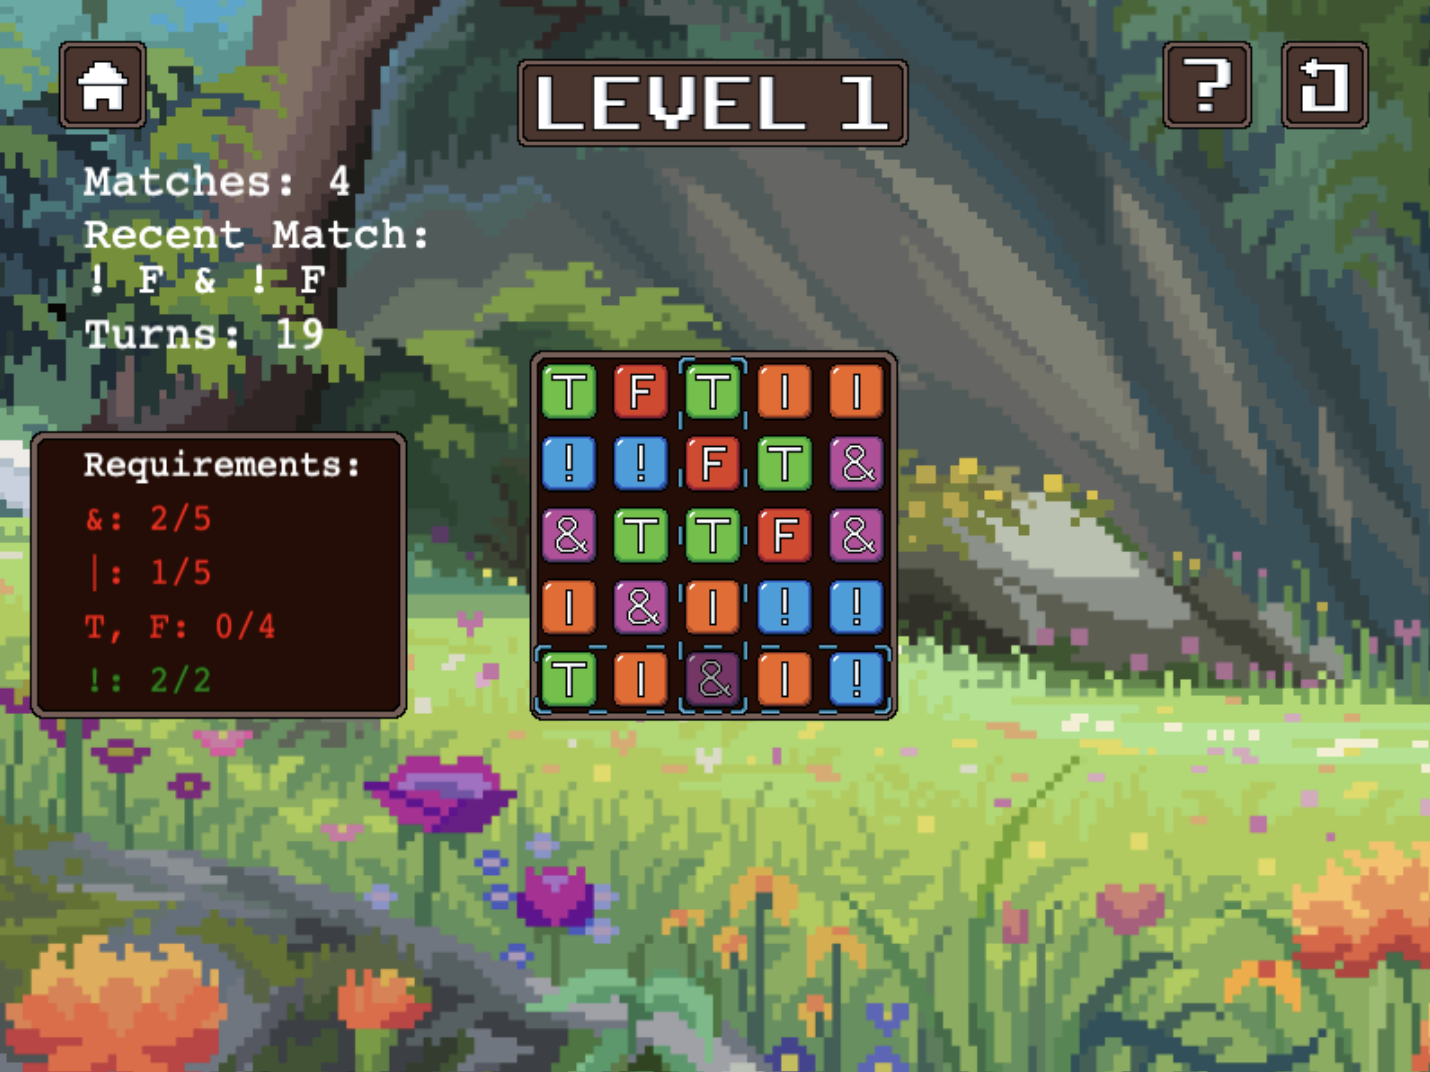 ?
LEVEL 1
Matches: 4
Recent Match:
! F & ! F
Turns: 19
Requirements:
&: 2/5
|: 1/5
T, F: 0/4
!: 2/2
T F T | |
! ! F T &
& T T F &
| & | ! !
T | & | !